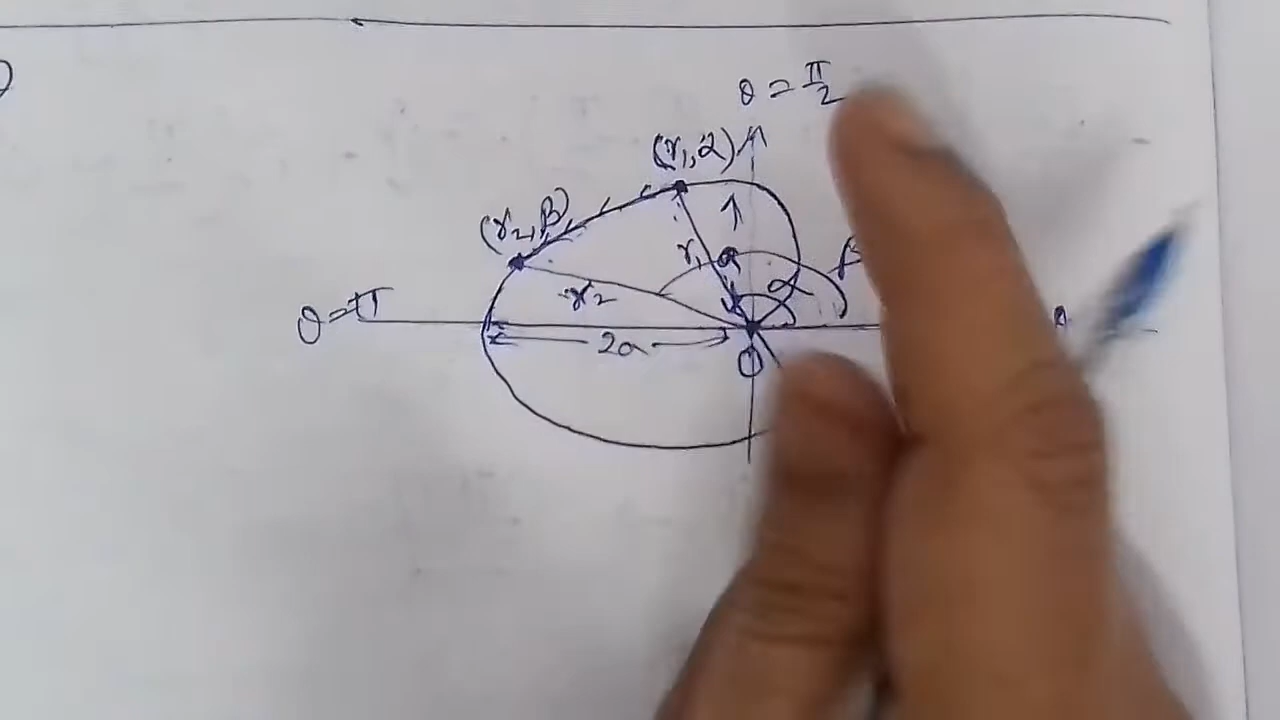 θ = π/2
(r₁, α)
(r₂, β)
r₁
a
β
α
r₂
θ = π
2a
O